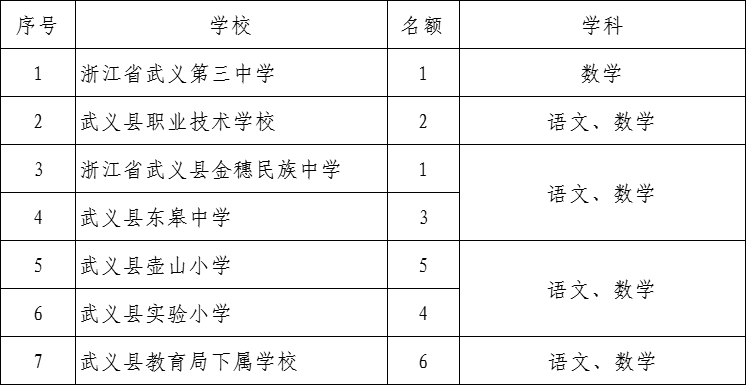 序号 学校 名额 学科
1 浙江省武义第三中学 1 数学
2 武义县职业技术学校 2 语文、数学
3 浙江省武义县金穗民族中学 1
语文、数学
4 武义县东皋中学 3
5 武义县壶山小学 5
语文、数学
6 武义县实验小学 4
7 武义县教育局下属学校 6 语文、数学